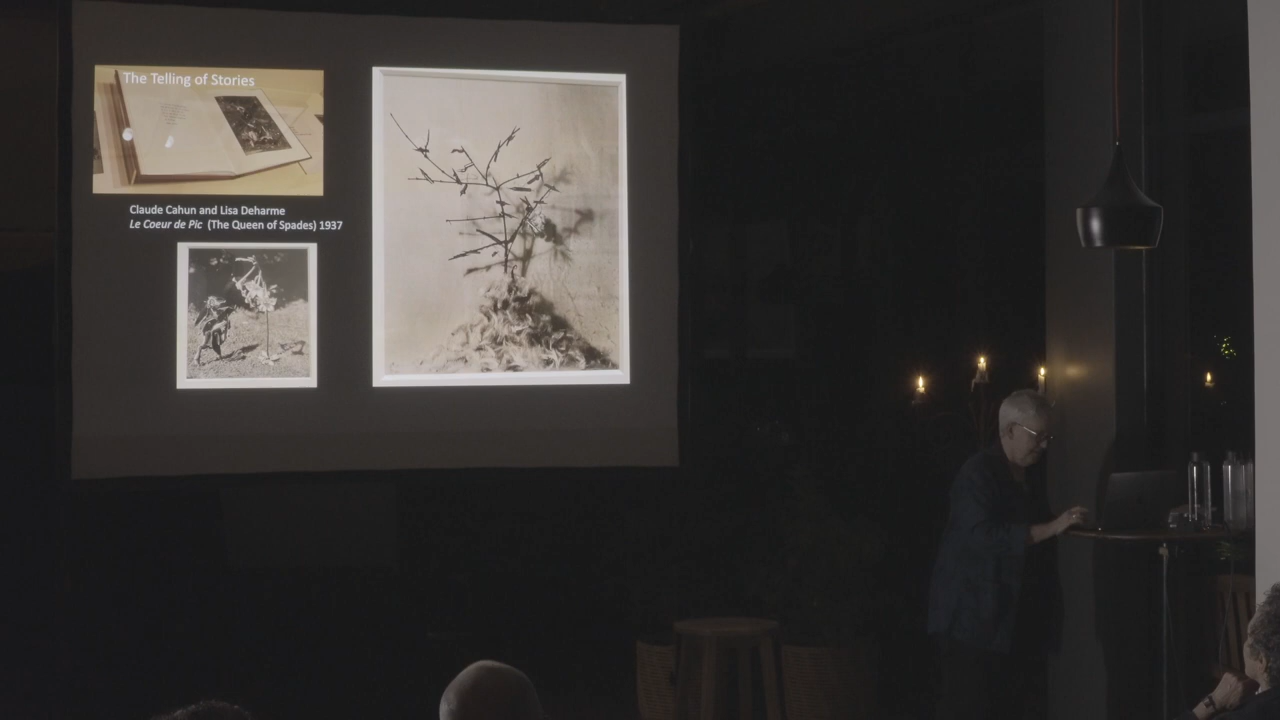 The Telling of Stories
Claude Cahun and Lisa Deharme
Le Coeur de Pic (The Queen of Spades) 1937